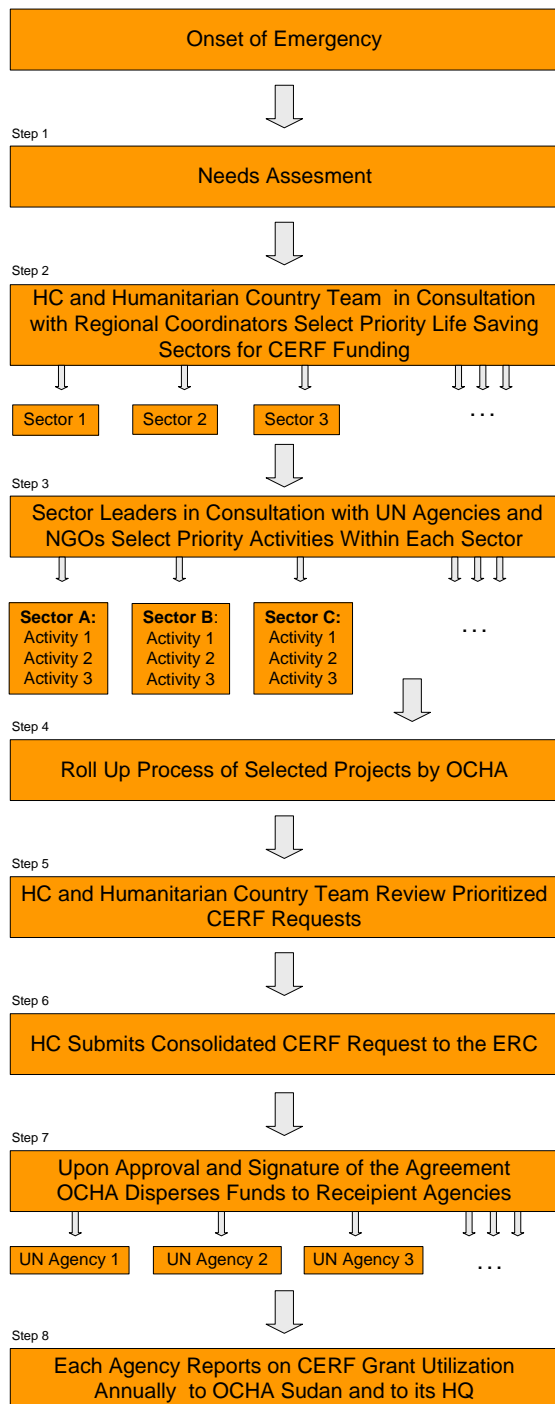 Onset of Emergency
Step 1
Needs Assesment
Step 2
HC and Humanitarian Country Team in Consultation
with Regional Coordinators Select Priority Life Saving
Sectors for CERF Funding
Sector 1
Sector 2
Sector 3
...
Step 3
Sector Leaders in Consultation with UN Agencies and
NGOs Select Priority Activities Within Each Sector
Sector A:
Activity 1
Activity 2
Activity 3
Sector B:
Activity 1
Activity 2
Activity 3
Sector C:
Activity 1
Activity 2
Activity 3
...
Step 4
Roll Up Process of Selected Projects by OCHA
Step 5
HC and Humanitarian Country Team Review Prioritized
CERF Requests
Step 6
HC Submits Consolidated CERF Request to the ERC
Step 7
Upon Approval and Signature of the Agreement
OCHA Disperses Funds to Receipient Agencies
UN Agency 1
UN Agency 2
UN Agency 3
...
Step 8
Each Agency Reports on CERF Grant Utilization
Annually to OCHA Sudan and to its HQ